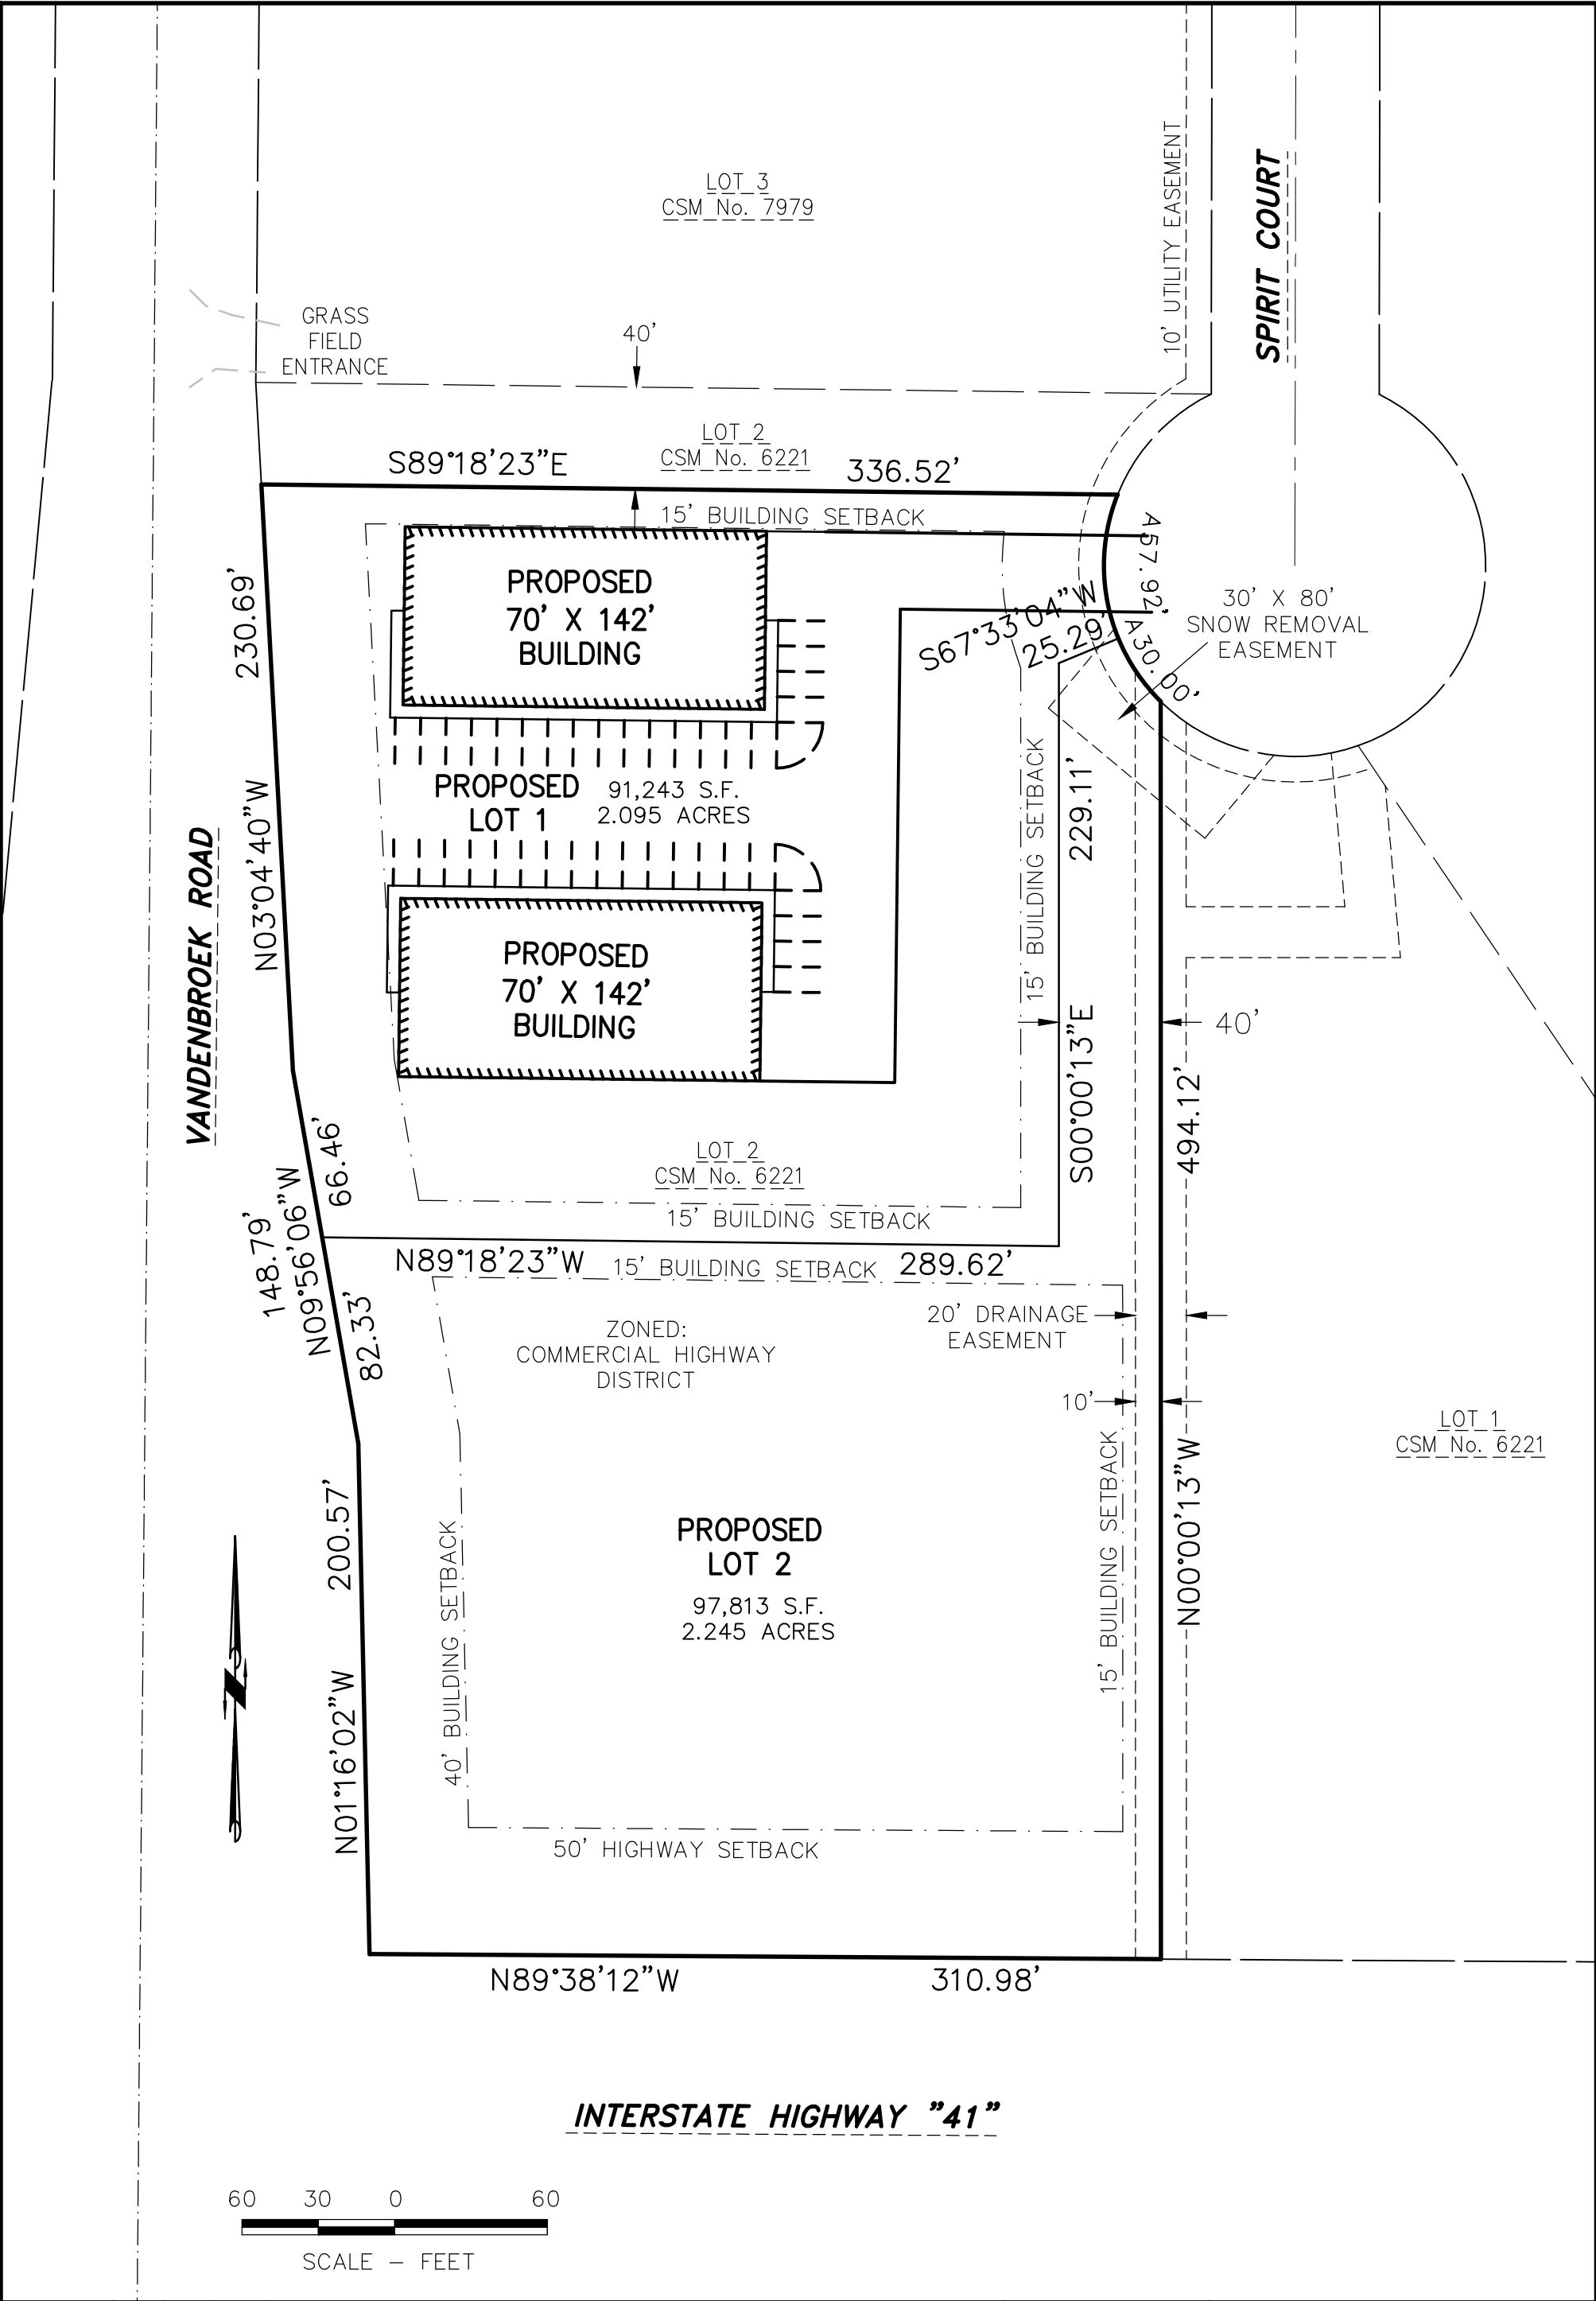 LOT 3
CSM No. 7979
10' UTILITY EASEMENT
SPIRIT COURT
GRASS
FIELD
ENTRANCE
40'
LOT 2
CSM No. 6221
S89°18'23"E
336.52'
15' BUILDING SETBACK
A57.92'
A30.00'
S67°33'04"W
25.29'
30' X 80'
SNOW REMOVAL
EASEMENT
PROPOSED
70' X 142'
BUILDING
230.69'
N03°04'40"W
VANDENBROEK ROAD
PROPOSED
LOT 1
91,243 S.F.
2.095 ACRES
15' BUILDING SETBACK
229.11'
S00°00'13"E
PROPOSED
70' X 142'
BUILDING
40'
494.12'
N00°00'13"W
66.46'
148.79'
N09°56'06"W
82.33'
LOT 2
CSM No. 6221
15' BUILDING SETBACK
N89°18'23"W
289.62'
15' BUILDING SETBACK
20' DRAINAGE
EASEMENT
ZONED:
COMMERCIAL HIGHWAY
DISTRICT
10'
LOT 1
CSM No. 6221
200.57'
N01°16'02"W
40' BUILDING SETBACK
15' BUILDING SETBACK
PROPOSED
LOT 2
97,813 S.F.
2.245 ACRES
50' HIGHWAY SETBACK
N89°38'12"W
310.98'
INTERSTATE HIGHWAY "41"
60 30 0 60
SCALE - FEET